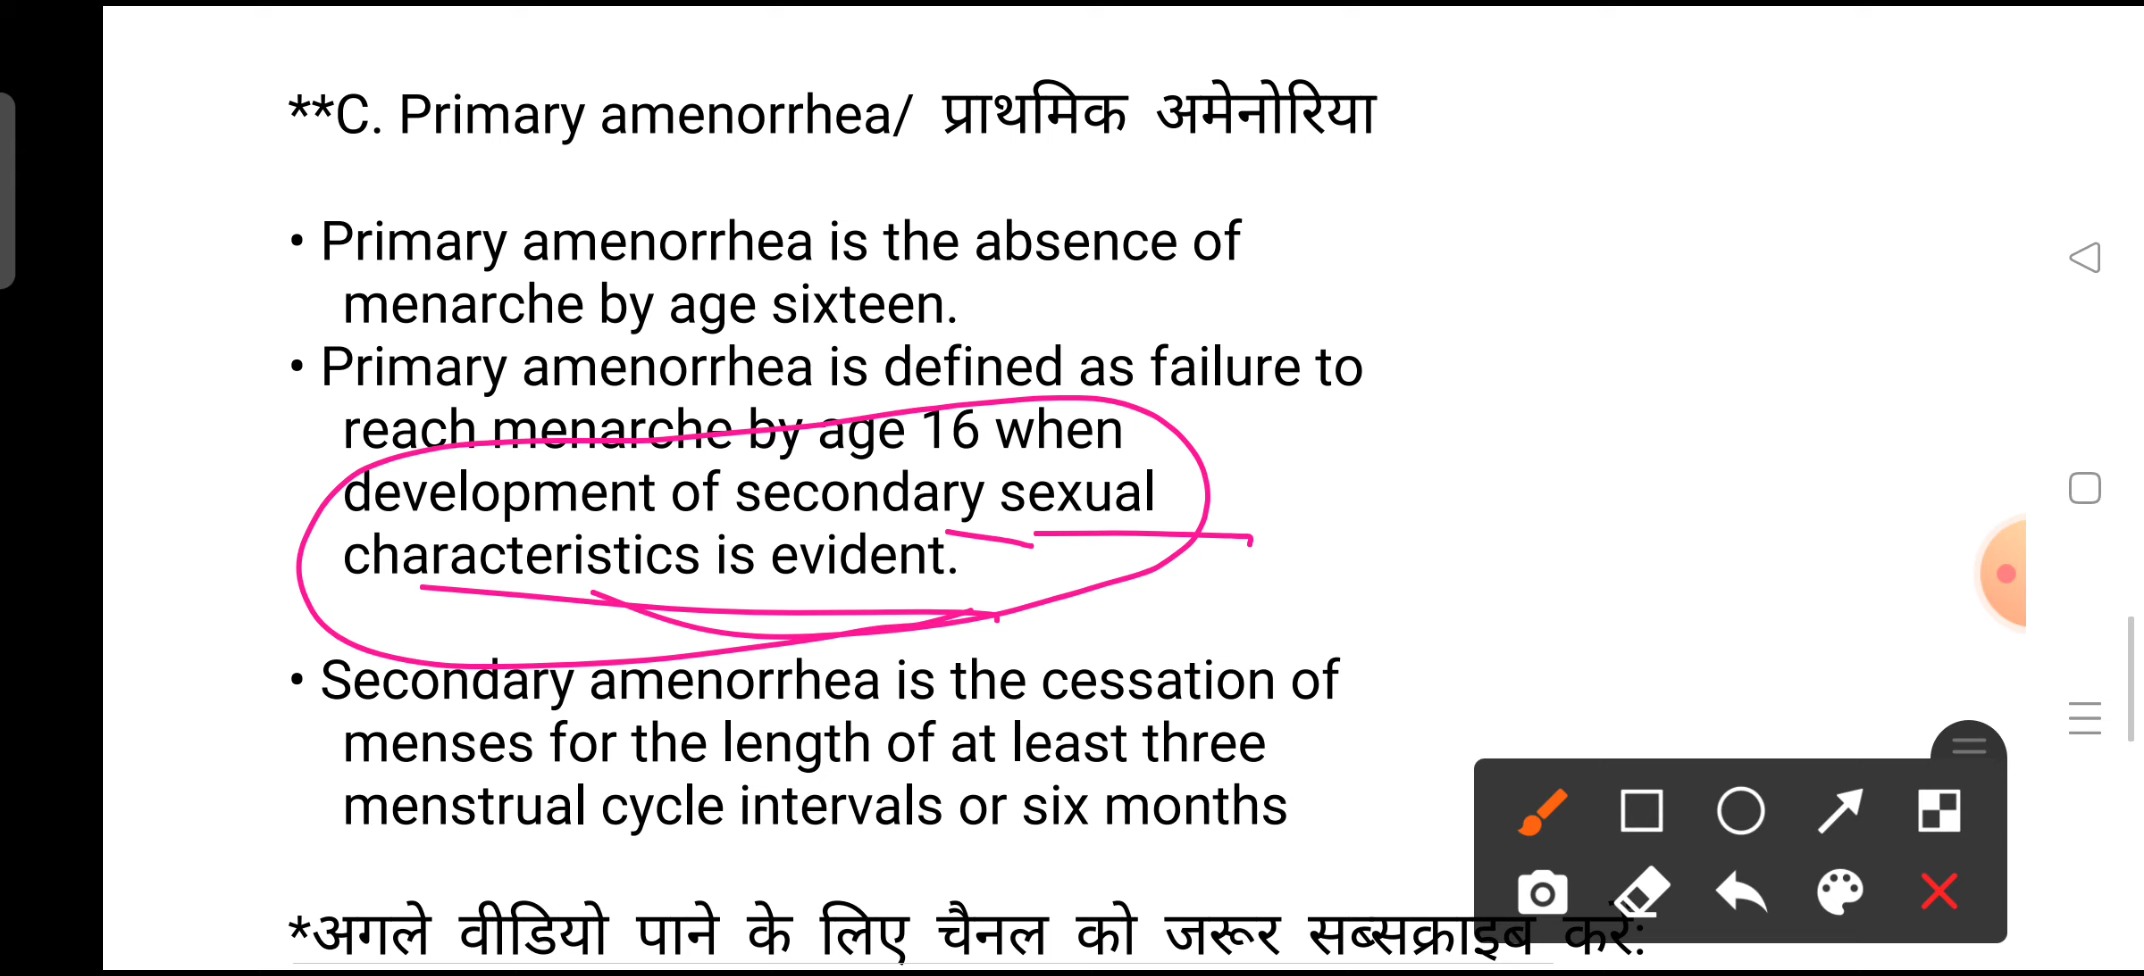 **C. Primary amenorrhea/ प्राथमिक अमेनोरिया
• Primary amenorrhea is the absence of
menarche by age sixteen.
• Primary amenorrhea is defined as failure to
reach menarche by age 16 when
development of secondary sexual
characteristics is evident.
• Secondary amenorrhea is the cessation of
menses for the length of at least three
menstrual cycle intervals or six months
*अगले वीडियो पाने के लिए चैनल को जरूर सब्सक्राइब करें: